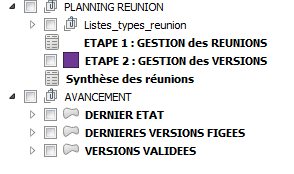 PLANNING REUNION
Listes_types_reunion
ETAPE 1 : GESTION des REUNIONS
ETAPE 2 : GESTION des VERSIONS
Synthèse des réunions
AVANCEMENT
DERNIER ETAT
DERNIERES VERSIONS FIGEES
VERSIONS VALIDEES